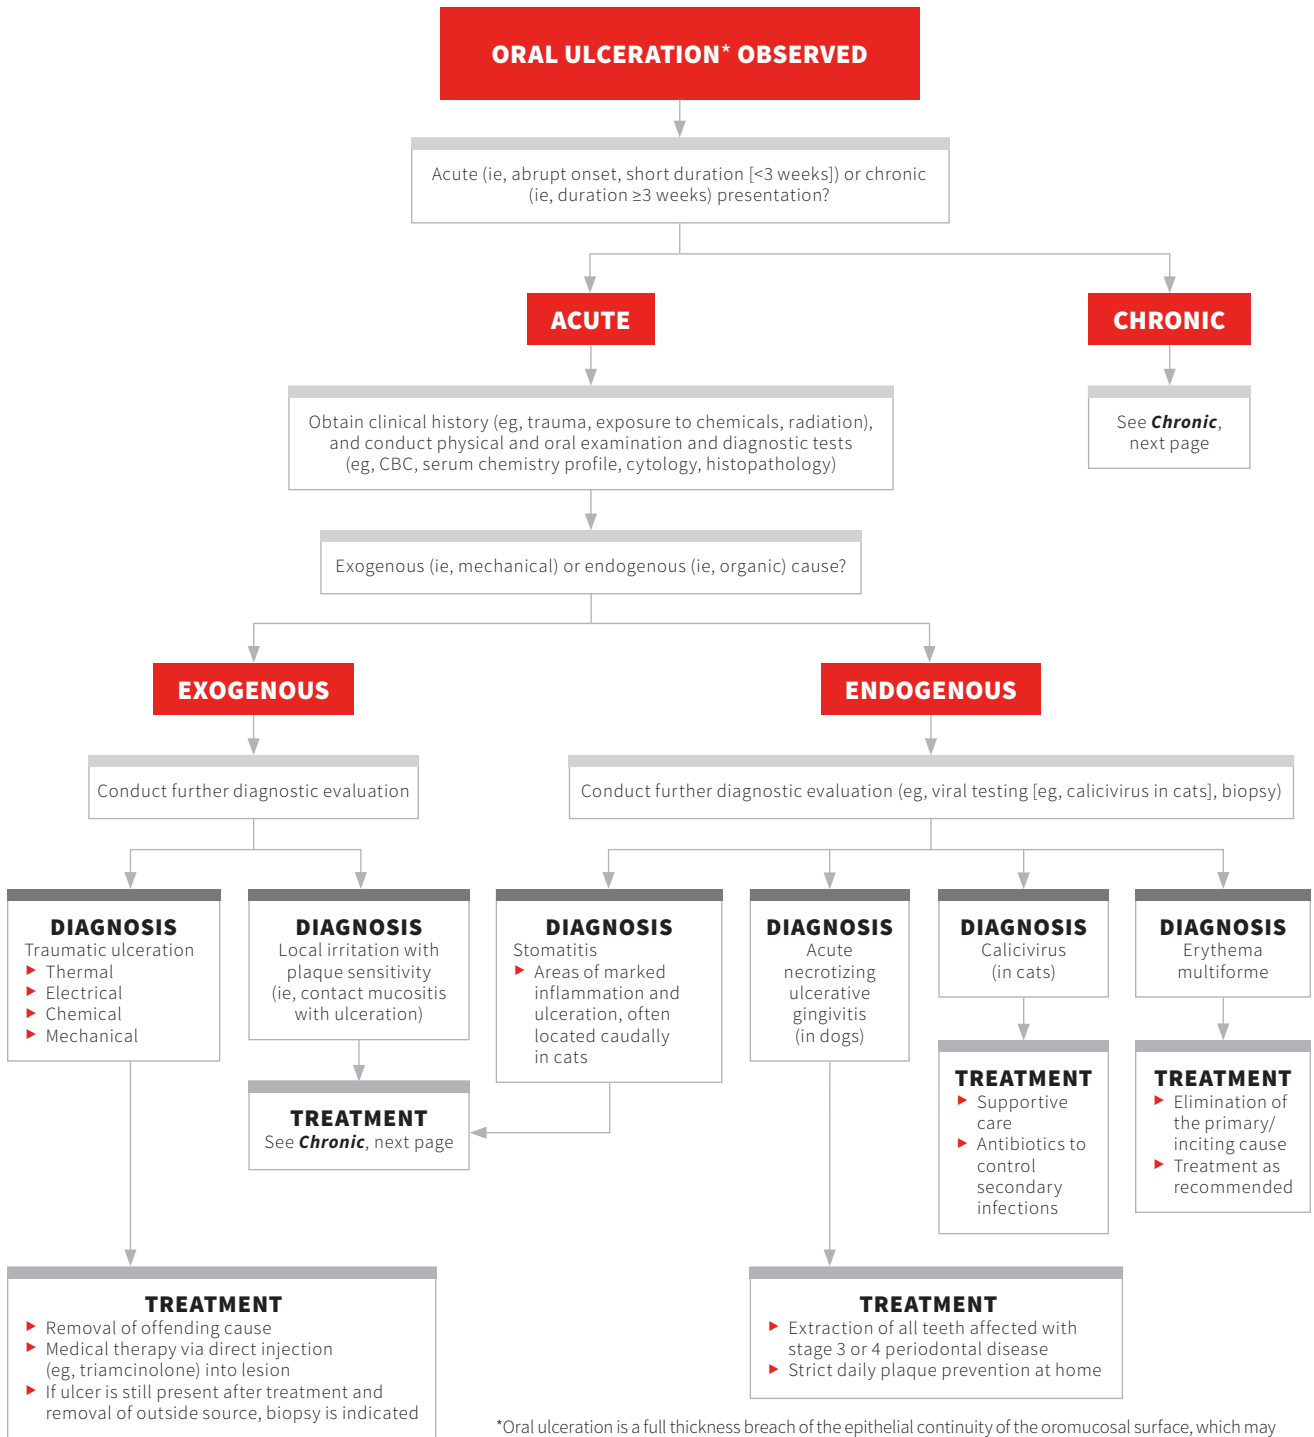 ORAL ULCERATION* OBSERVED
Acute (ie, abrupt onset, short duration [<3 weeks]) or chronic
(ie, duration ≥3 weeks) presentation?
ACUTE
CHRONIC
Obtain clinical history (eg, trauma, exposure to chemicals, radiation),
and conduct physical and oral examination and diagnostic tests
(eg, CBC, serum chemistry profile, cytology, histopathology)
See Chronic,
next page
Exogenous (ie, mechanical) or endogenous (ie, organic) cause?
EXOGENOUS
ENDOGENOUS
Conduct further diagnostic evaluation
Conduct further diagnostic evaluation (eg, viral testing [eg, calicivirus in cats], biopsy)
DIAGNOSIS
Traumatic ulceration
▶ Thermal
▶ Electrical
▶ Chemical
▶ Mechanical
DIAGNOSIS
Local irritation with
plaque sensitivity
(ie, contact mucositis
with ulceration)
DIAGNOSIS
Stomatitis
▶ Areas of marked
inflammation and
ulceration, often
located caudally
in cats
DIAGNOSIS
Acute
necrotizing
ulcerative
gingivitis
(in dogs)
DIAGNOSIS
Calicivirus
(in cats)
DIAGNOSIS
Erythema
multiforme
TREATMENT
See Chronic, next page
TREATMENT
▶ Supportive
care
▶ Antibiotics to
control
secondary
infections
TREATMENT
▶ Elimination of
the primary/
inciting cause
▶ Treatment as
recommended
TREATMENT
▶ Removal of offending cause
▶ Medical therapy via direct injection
(eg, triamcinolone) into lesion
▶ If ulcer is still present after treatment and
removal of outside source, biopsy is indicated
TREATMENT
▶ Extraction of all teeth affected with
stage 3 or 4 periodontal disease
▶ Strict daily plaque prevention at home
*Oral ulceration is a full thickness breach of the epithelial continuity of the oromucosal surface, which may